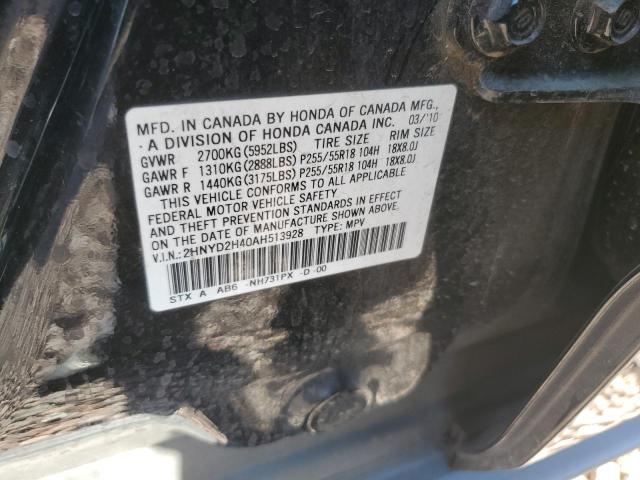 MFD. IN CANADA BY HONDA OF CANADA MFG.,
A DIVISION OF HONDA CANADA INC. 03/10
GVWR 2700KG (5952LBS) TIRE SIZE RIM SIZE
GAWR F 1310KG (2888LBS) P255/55R18 104H 18X8.0J
GAWR R 1440KG (3175LBS) P255/55R18 104H 18X8.0J
THIS VEHICLE CONFORMS TO ALL APPLICABLE
FEDERAL MOTOR VEHICLE SAFETY STANDARDS
AND THEFT PREVENTION STANDARDS IN EFFECT
ON THE DATE OF MANUFACTURE SHOWN ABOVE.
V.I.N.: 2HNYD2H40AH513928 TYPE: MPV
STX A AB6 -NH731PX -D -00